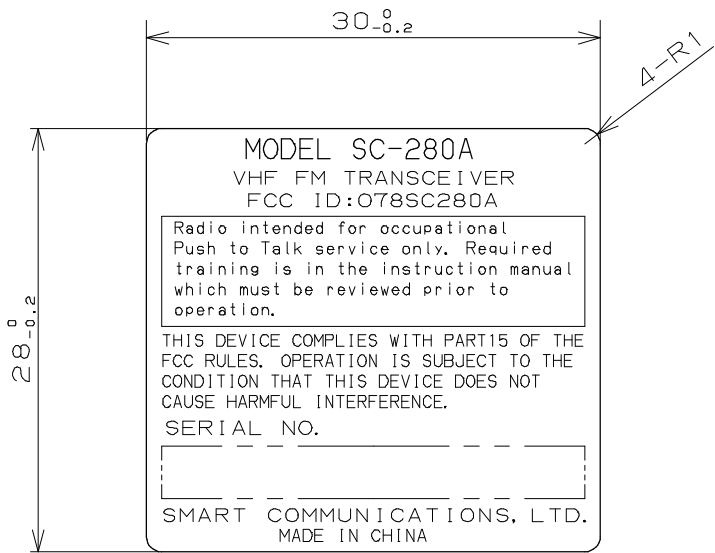 30-0.2 0
4-R1
28-0.2 0
MODEL SC-280A
VHF FM TRANSCEIVER
FCC ID:O78SC280A
Radio intended for occupational
Push to Talk service only. Required
training is in the instruction manual
which must be reviewed prior to
operation.
THIS DEVICE COMPLIES WITH PART15 OF THE
FCC RULES. OPERATION IS SUBJECT TO THE
CONDITION THAT THIS DEVICE DOES NOT
CAUSE HARMFUL INTERFERENCE.
SERIAL NO.
SMART COMMUNICATIONS, LTD.
MADE IN CHINA